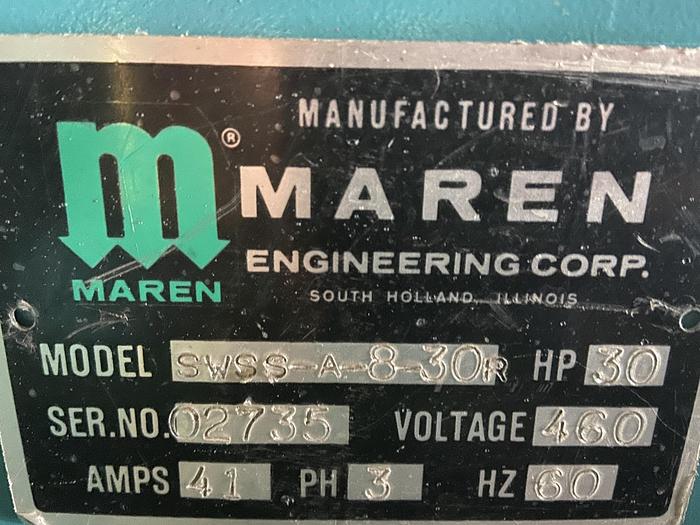 MANUFACTURED BY
m® MAREN
ENGINEERING CORP.
MAREN
SOUTH HOLLAND, ILLINOIS
MODEL SWSS-A-8-30R HP 30
SER.NO. 02735 VOLTAGE 460
AMPS 41 PH 3 HZ 60